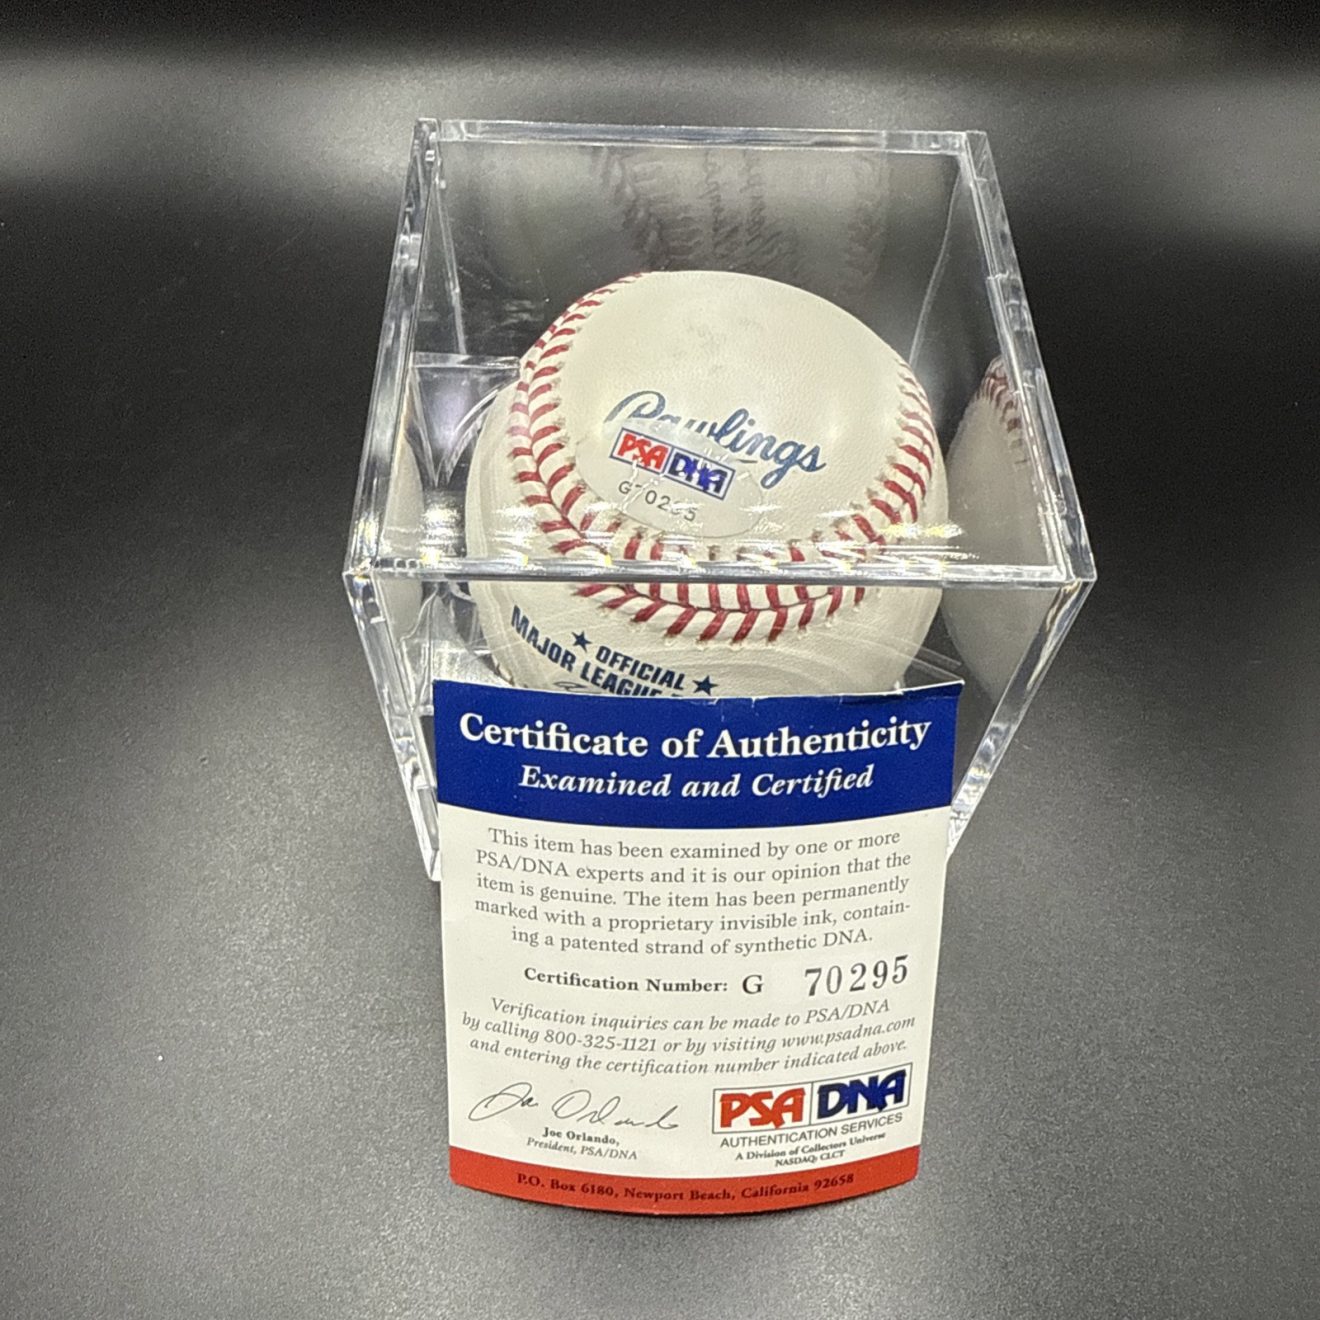 Rawlings
PSA DNA
OFFICIAL
MAJOR LEAGUE
Certificate of Authenticity
Examined and Certified
This item has been examined by one or more
PSA/DNA experts and it is our opinion that the
item is genuine. The item has been permanently
marked with a proprietary invisible ink, contain-
ing a patented strand of synthetic DNA.
Certification Number: G 70295
Verification inquiries can be made to PSA/DNA
by calling 800-325-1121 or by visiting www.psadna.com
and entering the certification number indicated above.
Joe Orlando,
President, PSA/DNA
PSA DNA
AUTHENTICATION SERVICES
A Division of Collectors Universe
NASDAQ: CLCT
P.O. Box 6180, Newport Beach, California 92658